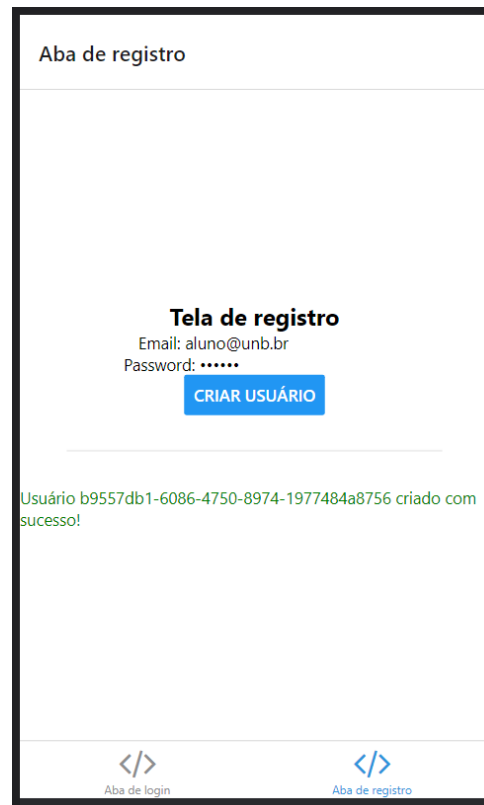 Aba de registro
Tela de registro
Email: aluno@unb.br
Password: ••••••
CRIAR USUÁRIO
Usuário b9557db1-6086-4750-8974-1977484a8756 criado com
sucesso!
</> </>
Aba de login Aba de registro